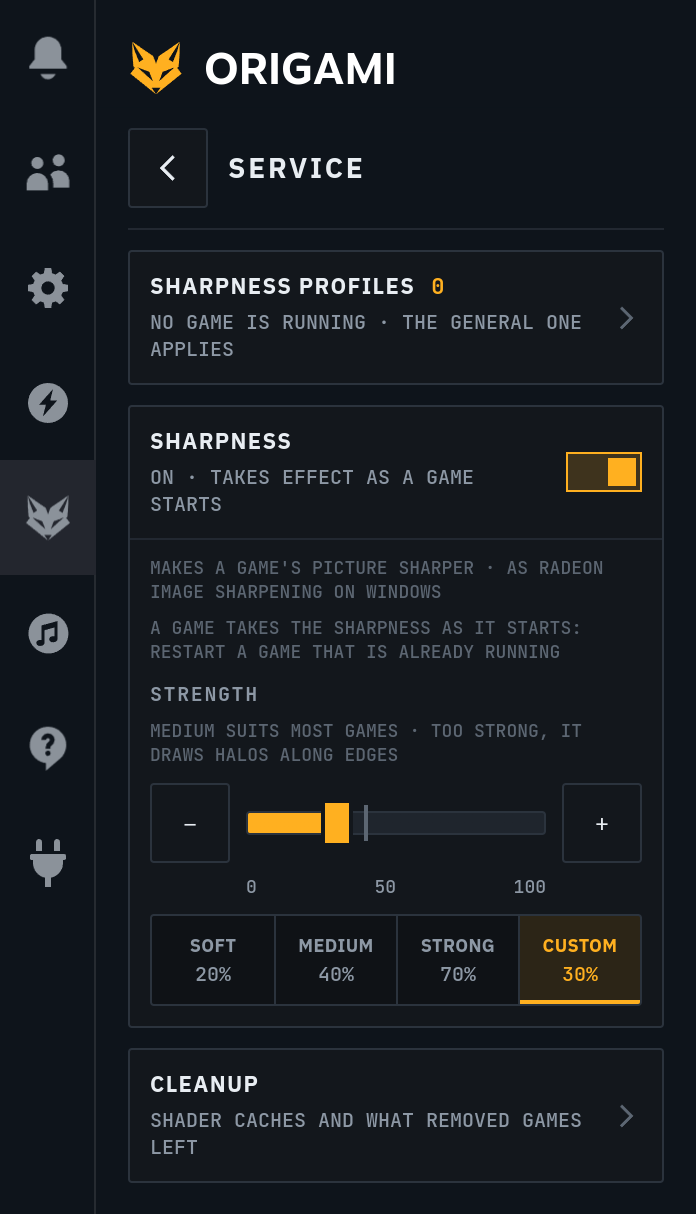 ORIGAMI
SERVICE
SHARPNESS PROFILES 0
NO GAME IS RUNNING · THE GENERAL ONE
APPLIES
SHARPNESS
ON · TAKES EFFECT AS A GAME
STARTS
MAKES A GAME'S PICTURE SHARPER · AS RADEON
IMAGE SHARPENING ON WINDOWS
A GAME TAKES THE SHARPNESS AS IT STARTS:
RESTART A GAME THAT IS ALREADY RUNNING
STRENGTH
MEDIUM SUITS MOST GAMES · TOO STRONG, IT
DRAWS HALOS ALONG EDGES
− +
0 50 100
SOFT MEDIUM STRONG CUSTOM
20% 40% 70% 30%
CLEANUP
SHADER CACHES AND WHAT REMOVED GAMES
LEFT